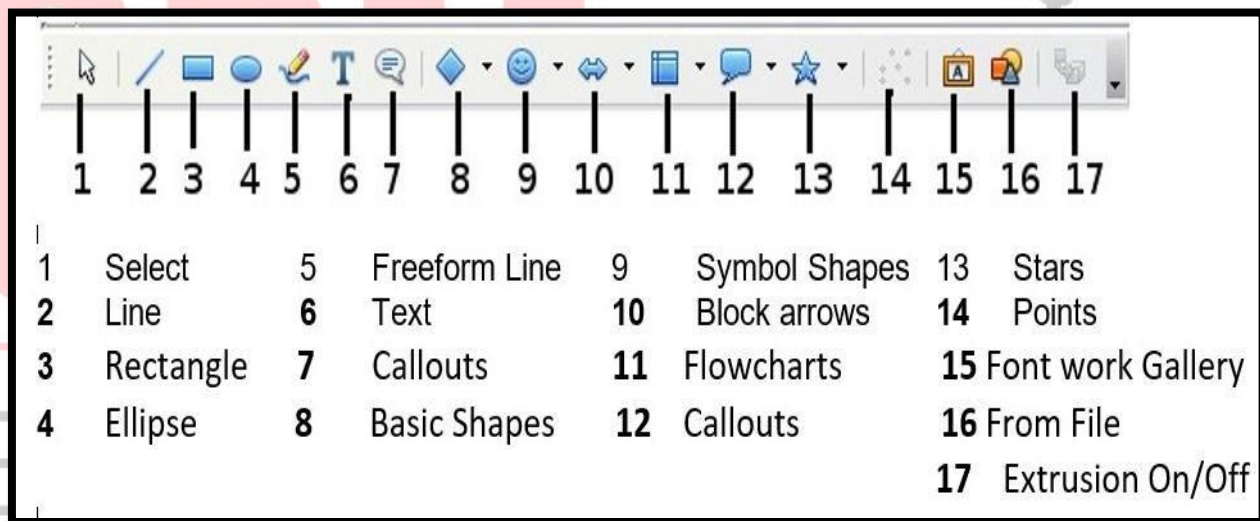 T
A
1 2 3 4 5 6 7 8 9 10 11 12 13 14 15 16 17
1 Select 5 Freeform Line 9 Symbol Shapes 13 Stars
2 Line 6 Text 10 Block arrows 14 Points
3 Rectangle 7 Callouts 11 Flowcharts 15 Font work Gallery
4 Ellipse 8 Basic Shapes 12 Callouts 16 From File
17 Extrusion On/Off